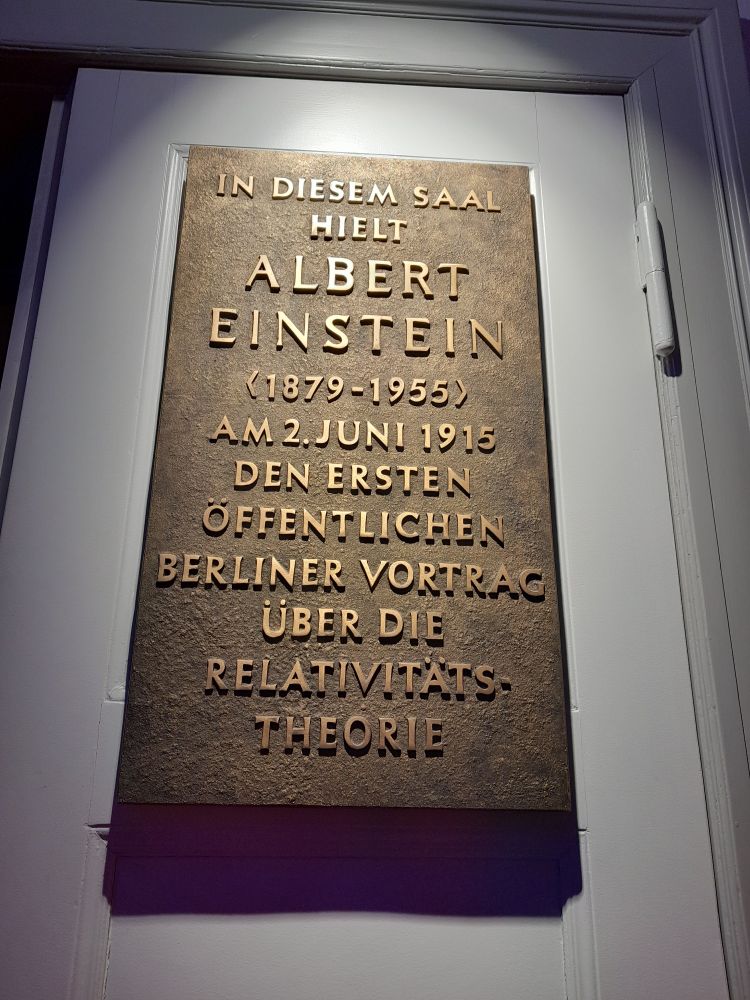 IN DIESEM SAAL
HIELT
ALBERT
EINSTEIN
〈1879-1955〉
AM 2.JUNI 1915
DEN ERSTEN
ÖFFENTLICHEN
BERLINER VORTRAG
ÜBER DIE
RELATIVITÄTS-
THEORIE